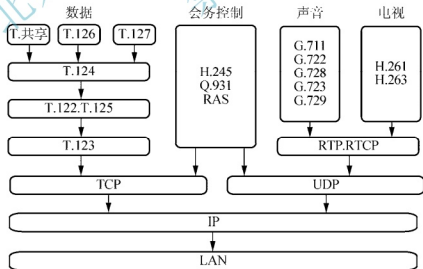 数据 会务控制 声音 电视
T.共享 T.126 T.127
T.124
T.122.T.125
T.123
H.245
Q.931
RAS
G.711
G.722
G.728
G.723
G.729
H.261
H.263
RTP.RTCP
TCP UDP
IP
LAN